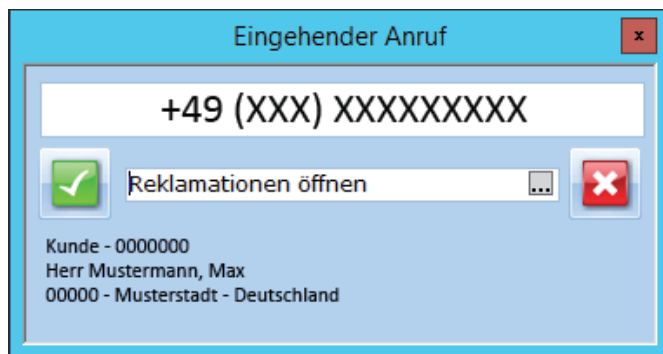 Eingehender Anruf
x
+49 (XXX) XXXXXXXXX
Reklamationen öffnen
...
Kunde - 0000000
Herr Mustermann, Max
00000 - Musterstadt - Deutschland